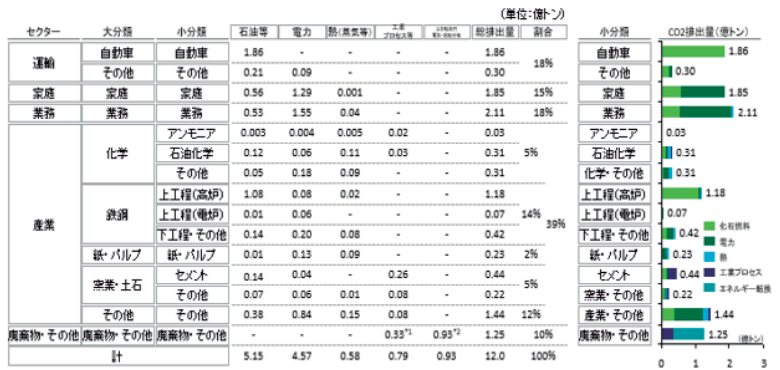 (単位:億トン)
セクター 大分類 小分類 石油等 電力 熱(蒸気等) 工業プロセス等 総排出量 割合 小分類 CO2排出量(億トン)
運輸 自動車 自動車 1.86 - - - - 1.86 18% 自動車 1.86
その他 その他 0.21 0.09 - - - 0.30 その他 0.30
家庭 家庭 家庭 0.56 1.29 0.001 - - 1.85 15% 家庭 1.85
業務 業務 業務 0.53 1.55 0.04 - - 2.11 18% 業務 2.11
産業 化学 アンモニア 0.003 0.004 0.005 0.02 - 0.03 5% 39% アンモニア 0.03
石油化学 0.12 0.06 0.11 0.03 - 0.31 石油化学 0.31
その他 0.05 0.18 0.09 - - 0.31 化学・その他 0.31
鉄鋼 上工程(高炉) 1.08 0.08 0.02 - - 1.18 14% 上工程(高炉) 1.18
上工程(電炉) 0.01 0.06 - - - 0.07 上工程(電炉) 0.07
下工程・その他 0.14 0.20 0.08 - - 0.42 下工程・その他 0.42
紙・パルプ 紙・パルプ 0.01 0.13 0.09 - - 0.23 2% 紙・パルプ 0.23
窯業・土石 セメント 0.14 0.04 - 0.26 - 0.44 5% セメント 0.44
その他 0.07 0.06 0.01 0.08 - 0.22 窯業・その他 0.22
その他 その他 0.38 0.84 0.15 0.08 - 1.44 12% 産業・その他 1.44
廃棄物・その他 廃棄物・その他 廃棄物・その他 - - - 0.33*1 0.93*2 1.25 10% 廃棄物・その他 1.25
計 5.15 4.57 0.58 0.79 0.93 12.0 100%
化石燃料
電力
熱
工業プロセス
エネルギー転換
(億トン)
0 1 2 3